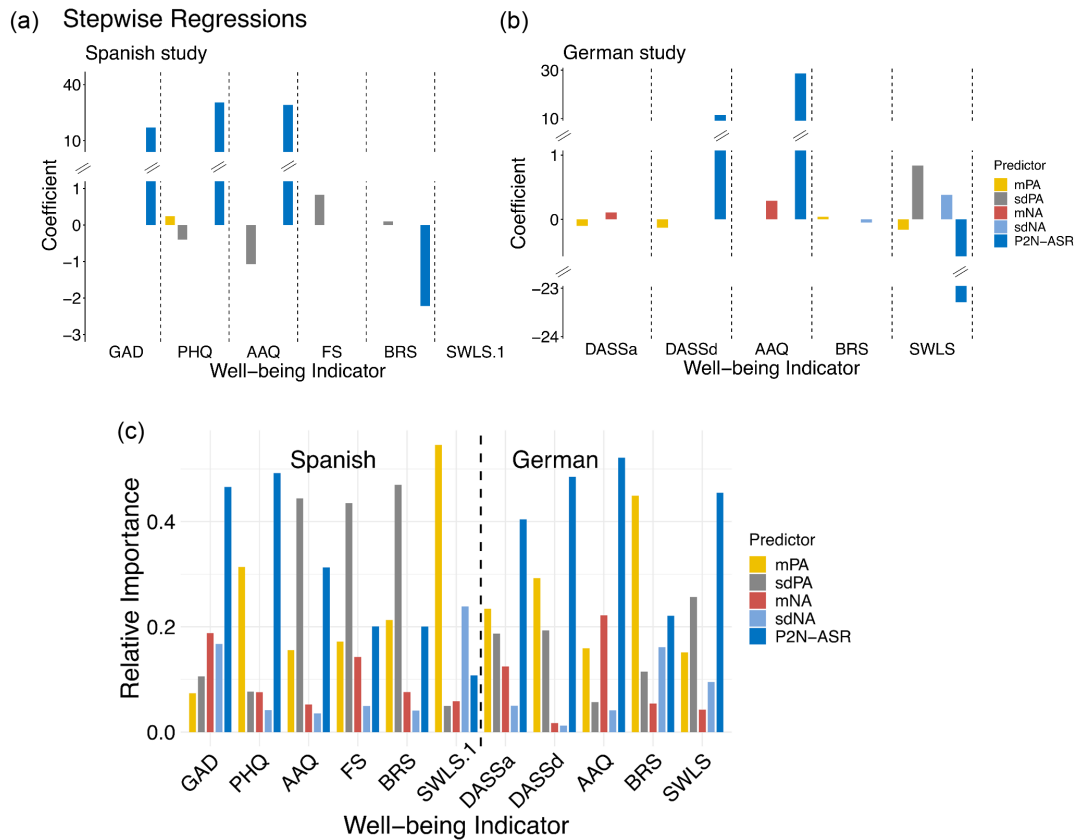 (a) Stepwise Regressions
Spanish study
Coefficient
40
10
1
0
−1
−2
−3
GAD PHQ AAQ FS BRS SWLS.1
Well−being Indicator
(b)
German study
Coefficient
30
10
1
0
−23
−24
DASSa DASSd AAQ BRS SWLS
Well−being Indicator
Predictor
mPA
sdPA
mNA
sdNA
P2N−ASR
(c)
Spanish German
Relative Importance
0.4
0.2
0.0
GAD PHQ AAQ FS BRS SWLS.1 DASSa DASSd AAQ BRS SWLS
Well−being Indicator
Predictor
mPA
sdPA
mNA
sdNA
P2N−ASR